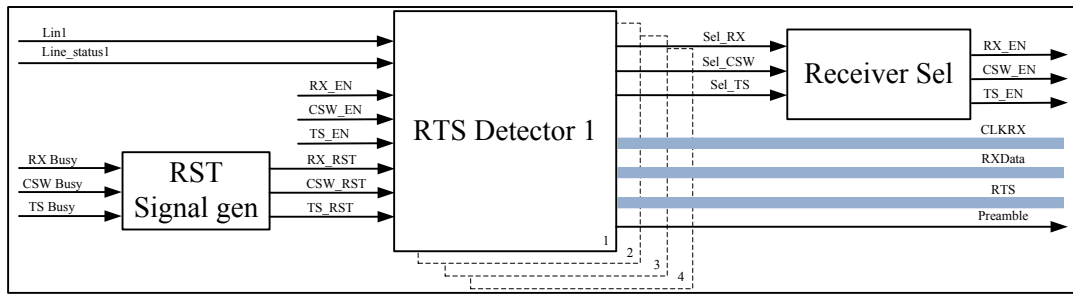 Lin1
Line_status1
RX_EN
CSW_EN
TS_EN
RX Busy
CSW Busy
TS Busy
RST
Signal gen
RX_RST
CSW_RST
TS_RST
RTS Detector 1
1
2
3
4
Sel_RX
Sel_CSW
Sel_TS
Receiver Sel
RX_EN
CSW_EN
TS_EN
CLKRX
RXData
RTS
Preamble